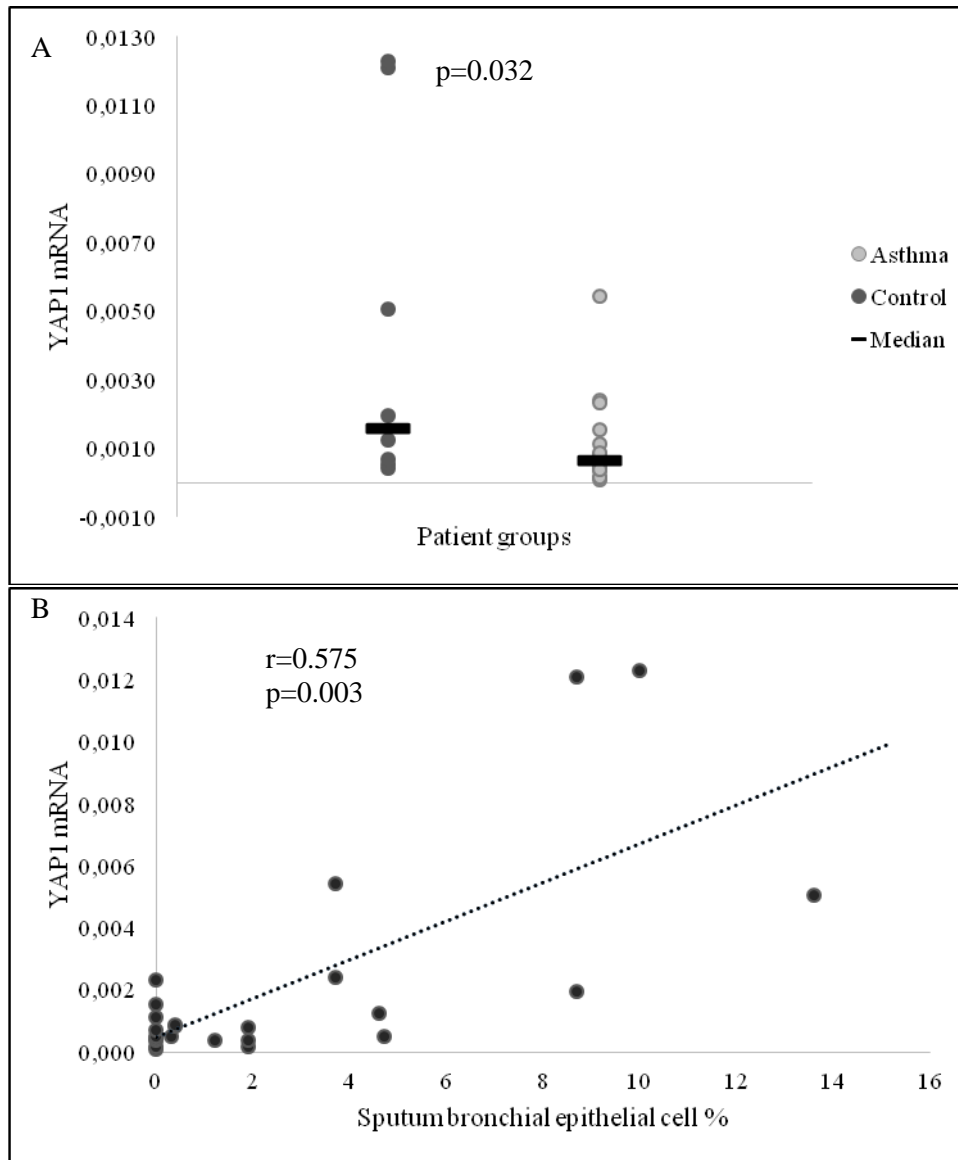 A
0,0130
0,0110
0,0090
0,0070
0,0050
0,0030
0,0010
-0,0010
YAP1 mRNA
p=0.032
Patient groups
Asthma
Control
Median
B
0,014
0,012
0,010
0,008
0,006
0,004
0,002
0,000
YAP1 mRNA
r=0.575
p=0.003
0 2 4 6 8 10 12 14 16
Sputum bronchial epithelial cell %